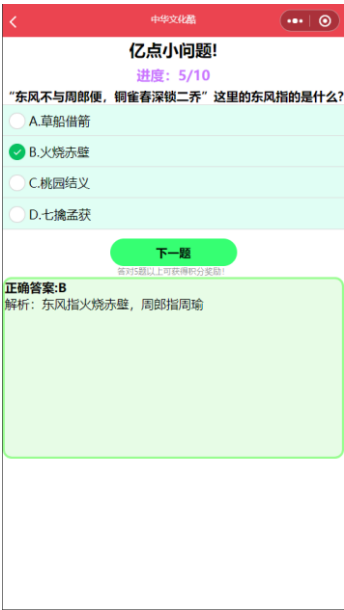 中华文化酷
亿点小问题!
进度：5/10
“东风不与周郎便，铜雀春深锁二乔”这里的东风指的是什么?
A.草船借箭
B.火烧赤壁
C.桃园结义
D.七擒孟获
下一题
答对5题以上可获得积分奖励!
正确答案:B
解析：东风指火烧赤壁，周郎指周瑜